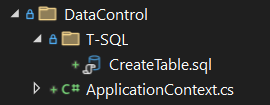 DataControl
T-SQL
CreateTable.sql
C# ApplicationContext.cs